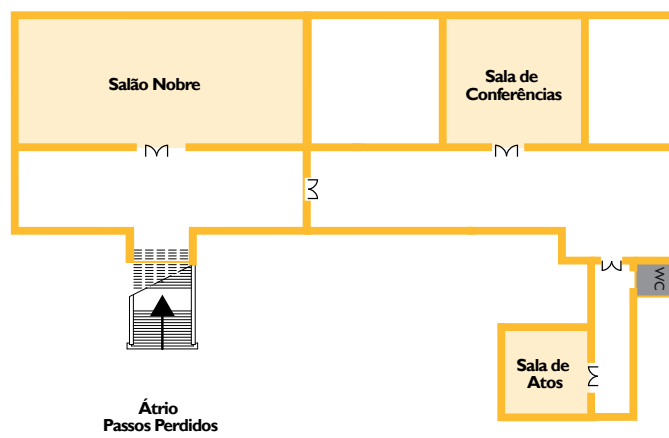 Salão Nobre
Sala de
Conferências
WC
Sala de
Atos
Átrio
Passos Perdidos